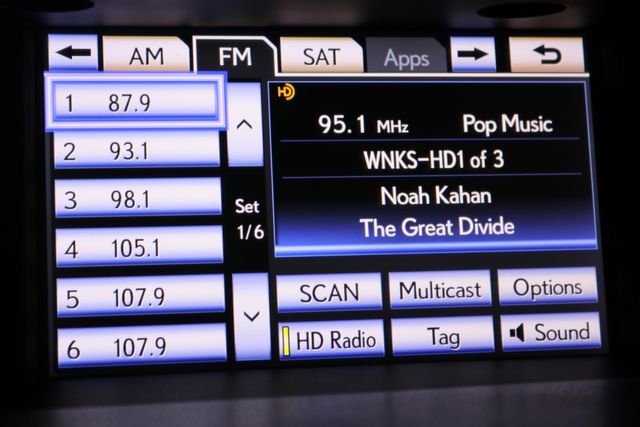 AM FM SAT Apps
1 87.9
2 93.1
3 98.1
4 105.1
5 107.9
6 107.9
Set
1/6
HD
95.1 MHz Pop Music
WNKS-HD1 of 3
Noah Kahan
The Great Divide
SCAN Multicast Options
HD Radio Tag Sound